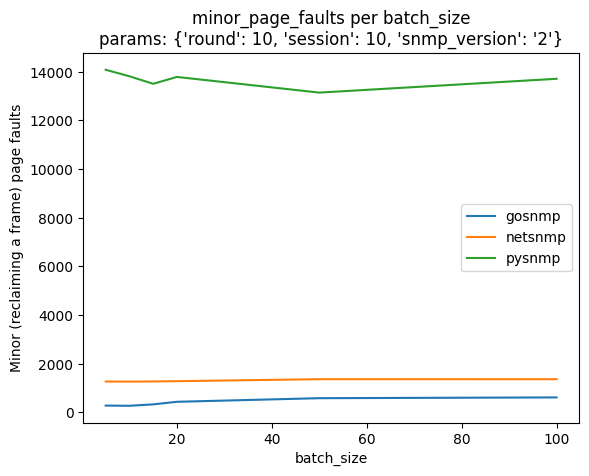 minor_page_faults per batch_size
params: {'round': 10, 'session': 10, 'snmp_version': '2'}
Minor (reclaiming a frame) page faults
14000
12000
10000
8000
6000
4000
2000
0
gosnmp
netsnmp
pysnmp
20
40
60
80
100
batch_size